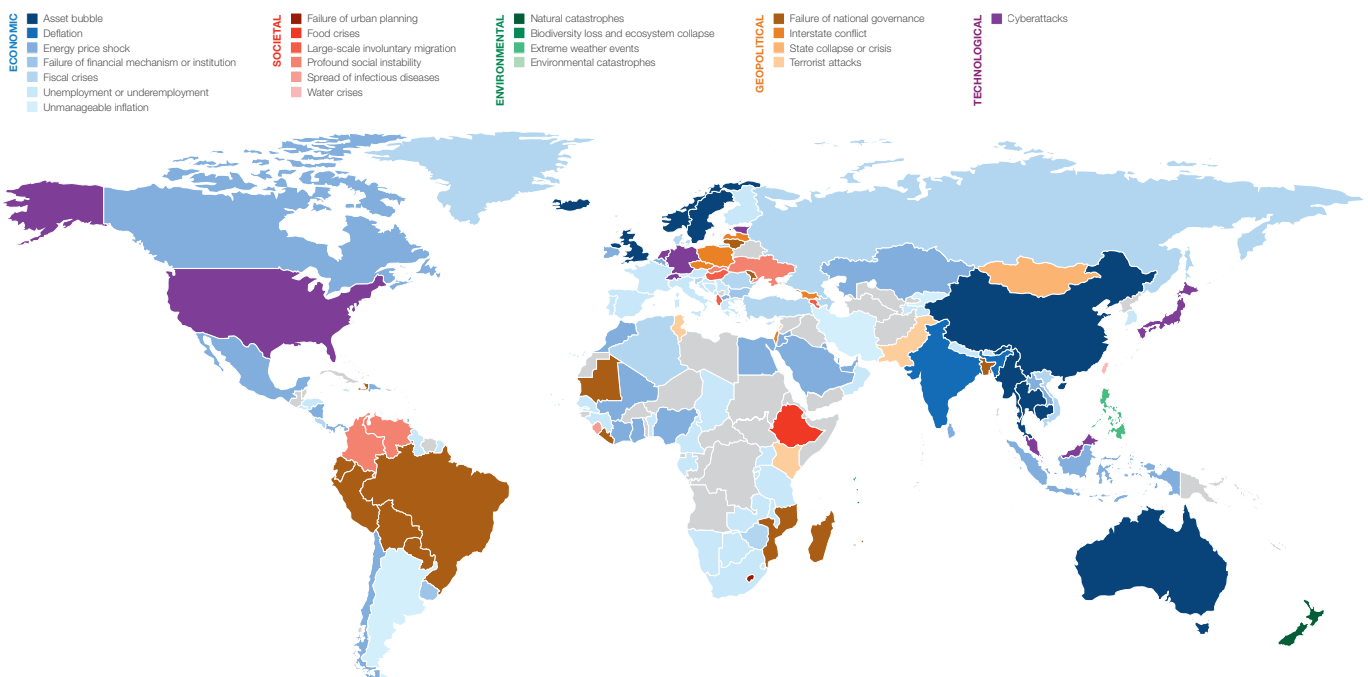 ECONOMIC
Asset bubble
Deflation
Energy price shock
Failure of financial mechanism or institution
Fiscal crises
Unemployment or underemployment
Unmanageable inflation
SOCIETAL
Failure of urban planning
Food crises
Large-scale involuntary migration
Profound social instability
Spread of infectious diseases
Water crises
ENVIRONMENTAL
Natural catastrophes
Biodiversity loss and ecosystem collapse
Extreme weather events
Environmental catastrophes
GEOPOLITICAL
Failure of national governance
Interstate conflict
State collapse or crisis
Terrorist attacks
TECHNOLOGICAL
Cyberattacks